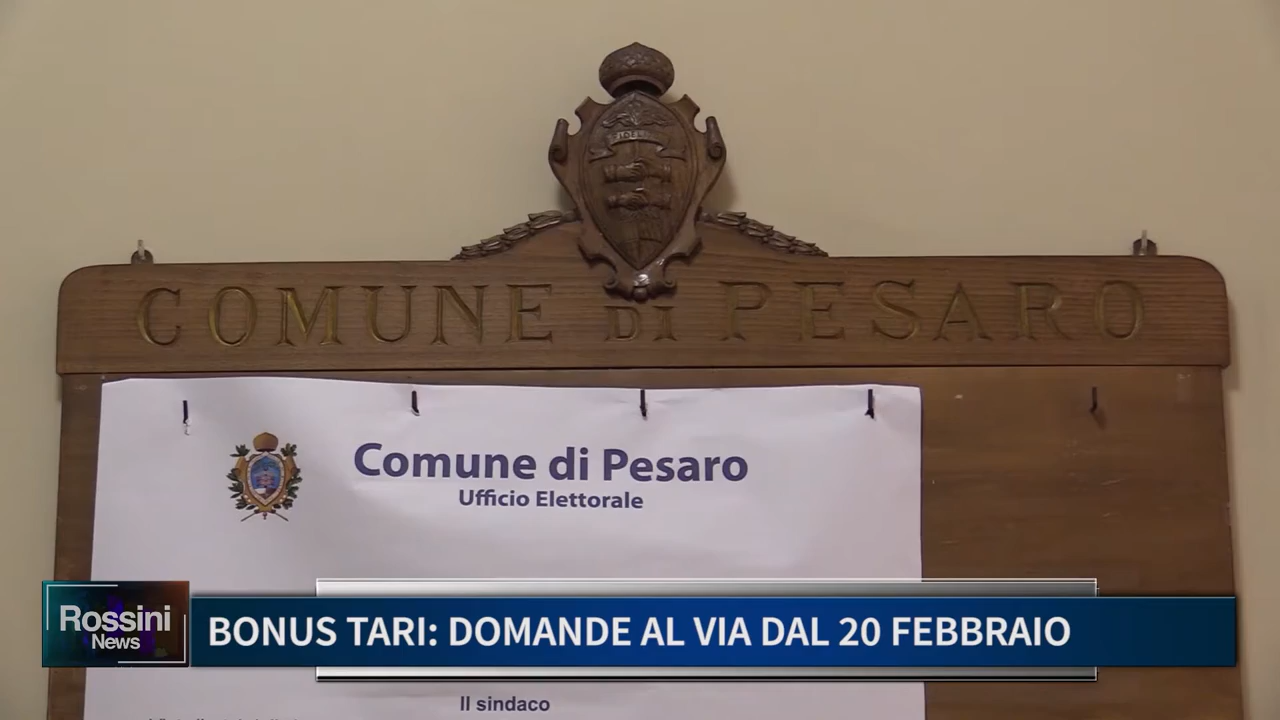 COMUNE DI PESARO
Comune di Pesaro
Ufficio Elettorale
Rossini
News
BONUS TARI: DOMANDE AL VIA DAL 20 FEBBRAIO
Il sindaco